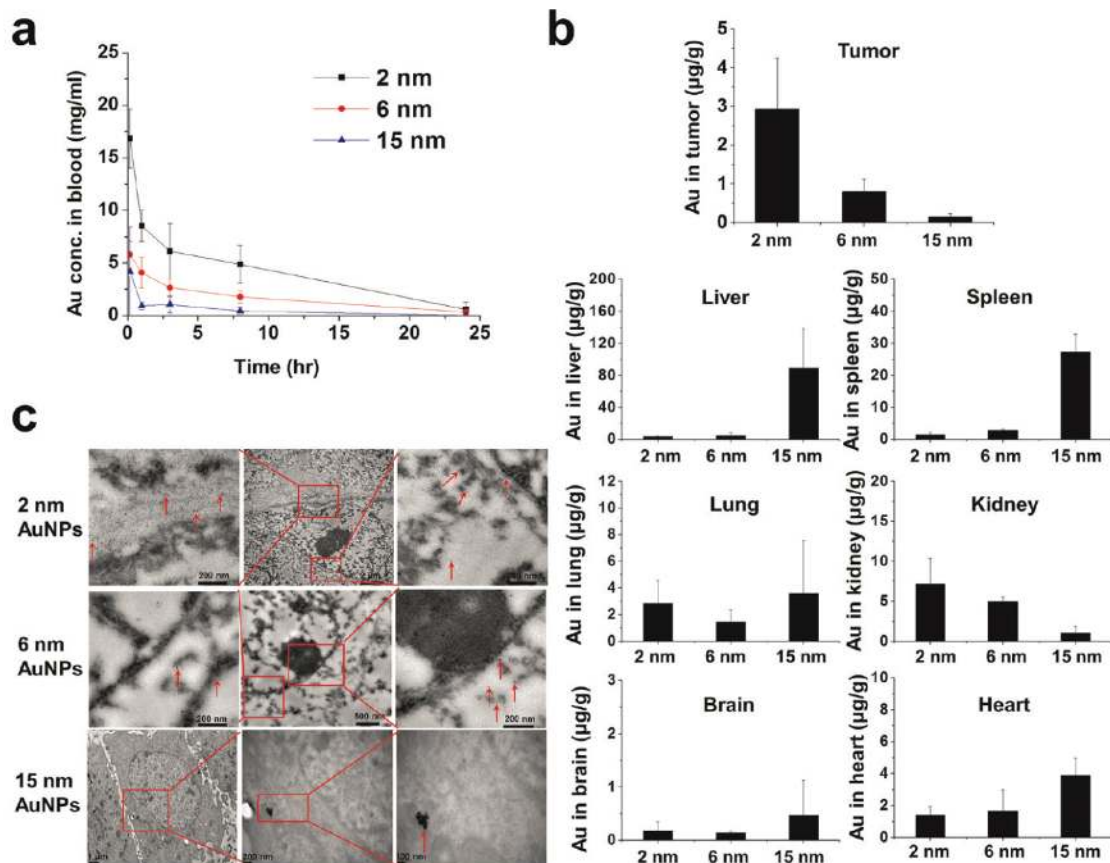 a
Au conc. in blood (mg/ml)
25
20
15
10
5
0
0
5
10
15
20
25
Time (hr)
2 nm
6 nm
15 nm
b
Tumor
Au in tumor (µg/g)
5
4
3
2
1
0
2 nm
6 nm
15 nm
Liver
Au in liver (µg/g)
200
160
120
80
40
0
2 nm
6 nm
15 nm
Spleen
Au in spleen (µg/g)
50
40
30
20
10
0
2 nm
6 nm
15 nm
Lung
Au in lung (µg/g)
10
8
6
4
2
0
2 nm
6 nm
15 nm
Kidney
Au in kidney (µg/g)
20
15
10
5
0
2 nm
6 nm
15 nm
Brain
Au in brain (µg/g)
3
2
1
0
2 nm
6 nm
15 nm
Heart
Au in heart (µg/g)
10
8
6
4
2
0
2 nm
6 nm
15 nm
c
2 nm
AuNPs
200 nm
6 nm
AuNPs
200 nm
500 nm
200 nm
15 nm
AuNPs
1 µm
200 nm